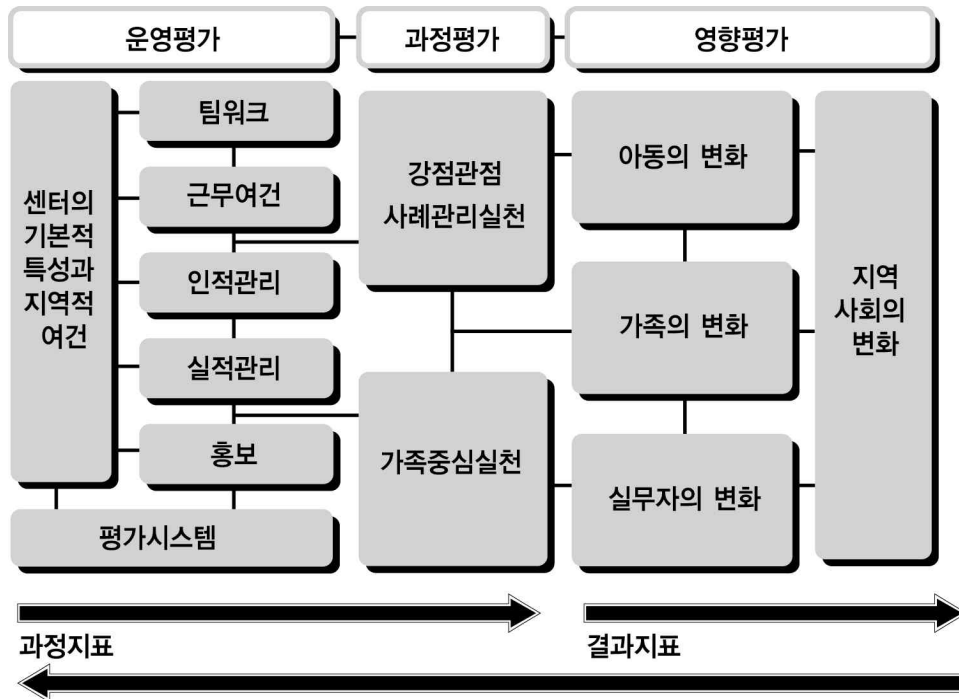 운영평가
과정평가
영향평가
센터의
기본적
특성과
지역적
여건
팀워크
근무여건
인적관리
실적관리
홍보
평가시스템
강점관점
사례관리실천
가족중심실천
아동의 변화
가족의 변화
실무자의 변화
지역
사회의
변화
과정지표
결과지표